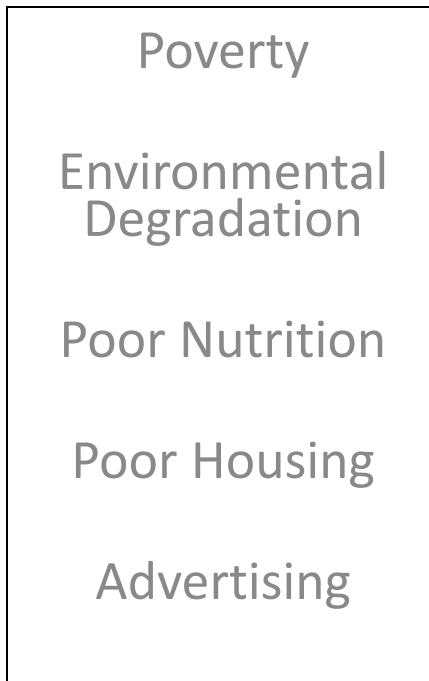 Poverty
Environmental
Degradation
Poor Nutrition
Poor Housing
Advertising